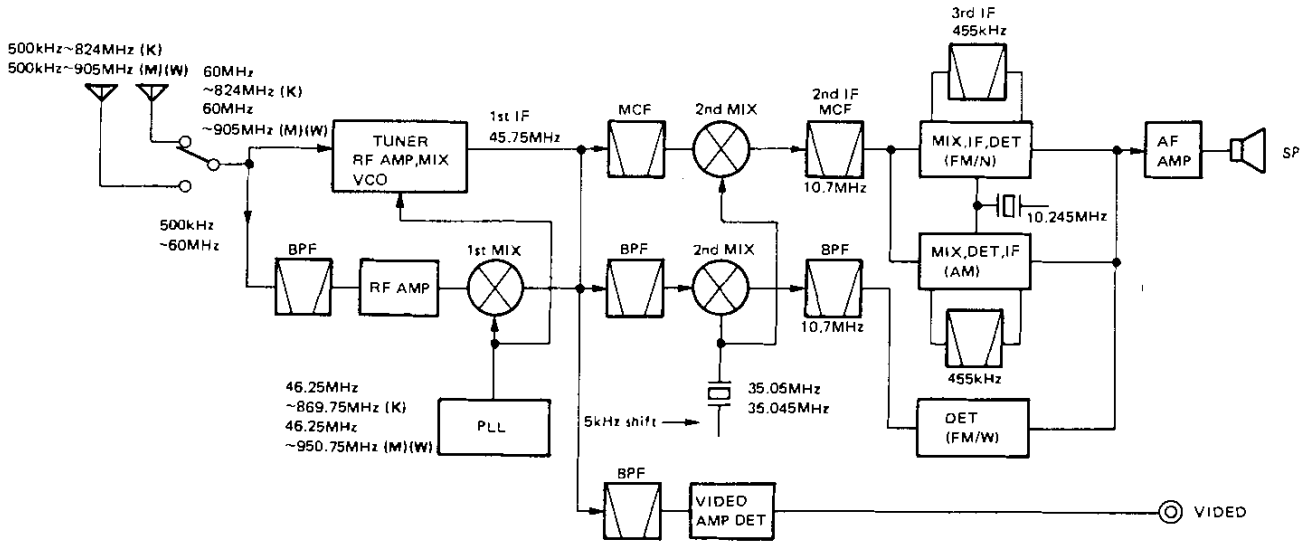 500kHz~824MHz (K)
500kHz~905MHz (M)(W)
60MHz
~824MHz (K)
60MHz
~905MHz (M)(W)
500kHz
~60MHz
TUNER
RF AMP,MIX
VCO
1st IF
45.75MHz
MCF
2nd MIX
2nd IF
MCF
10.7MHz
3rd IF
455kHz
MIX,IF,DET
(FM/N)
AF
AMP
SP
10.245MHz
BPF
RF AMP
1st MIX
BPF
2nd MIX
BPF
10.7MHz
MIX,DET,IF
(AM)
455kHz
46.25MHz
~869.75MHz (K)
46.25MHz
~950.75MHz (M)(W)
PLL
35.05MHz
35.045MHz
5kHz shift
DET
(FM/W)
BPF
VIDEO
AMP DET
VIDEO